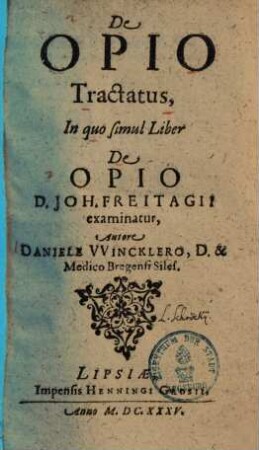 De
OPIO
Tractatus,
In quo simul Liber
De
OPIO
D. JOH. FREITAGII
examinatur,
Autore
DANIELE VVINCKLERO, D. &
Medico Bregensi Siles.
LIPSIÆ
Impensis HENNINGI GROSII.
Anno M. DC. XXXV.